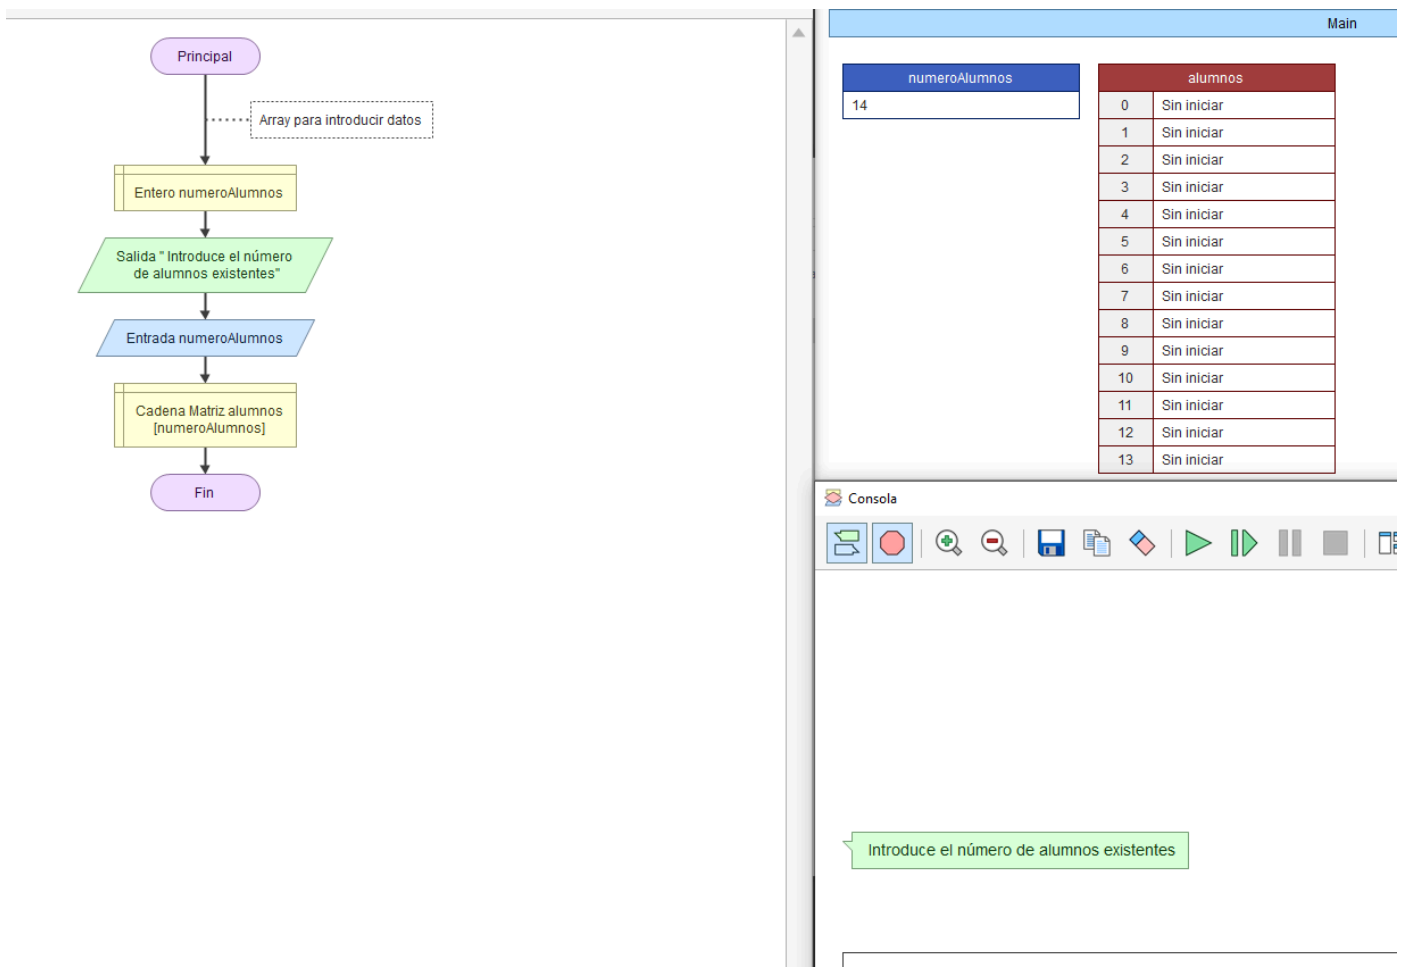 Principal
Array para introducir datos
Entero numeroAlumnos
Salida " Introduce el número
de alumnos existentes"
Entrada numeroAlumnos
Cadena Matriz alumnos
[numeroAlumnos]
Fin
Main
numeroAlumnos
14
alumnos
0 Sin iniciar
1 Sin iniciar
2 Sin iniciar
3 Sin iniciar
4 Sin iniciar
5 Sin iniciar
6 Sin iniciar
7 Sin iniciar
8 Sin iniciar
9 Sin iniciar
10 Sin iniciar
11 Sin iniciar
12 Sin iniciar
13 Sin iniciar
Consola
Introduce el número de alumnos existentes